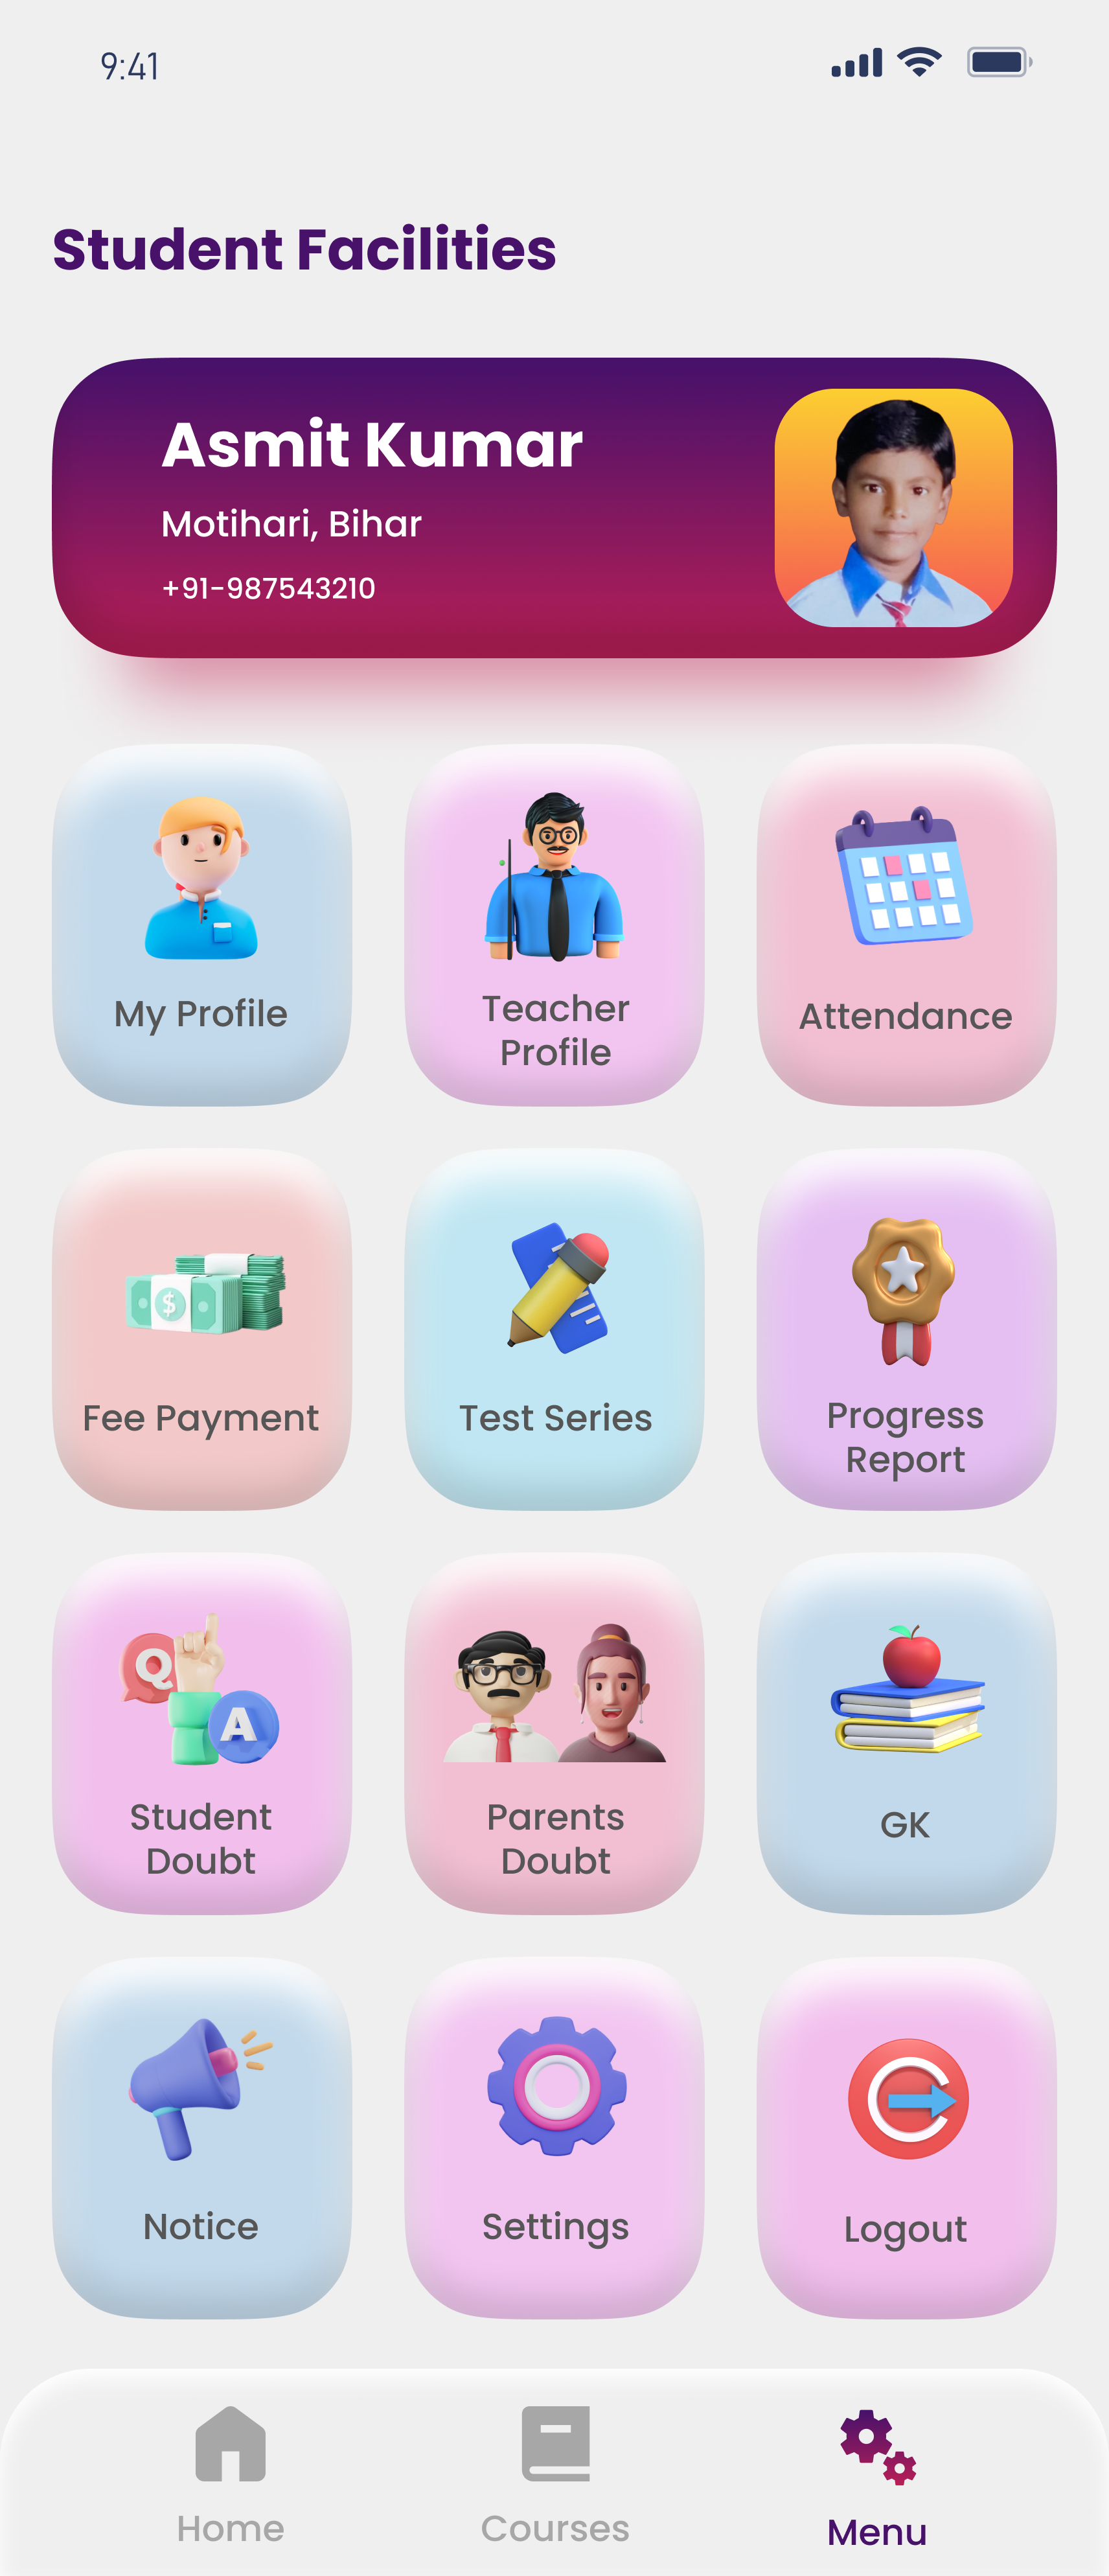 9:41
Student Facilities
Asmit Kumar
Motihari, Bihar
+91-987543210
My Profile
Teacher
Profile
Attendance
$
Fee Payment
Test Series
Progress
Report
Q
A
Student
Doubt
Parents
Doubt
GK
Notice
Settings
Logout
Home
Courses
Menu